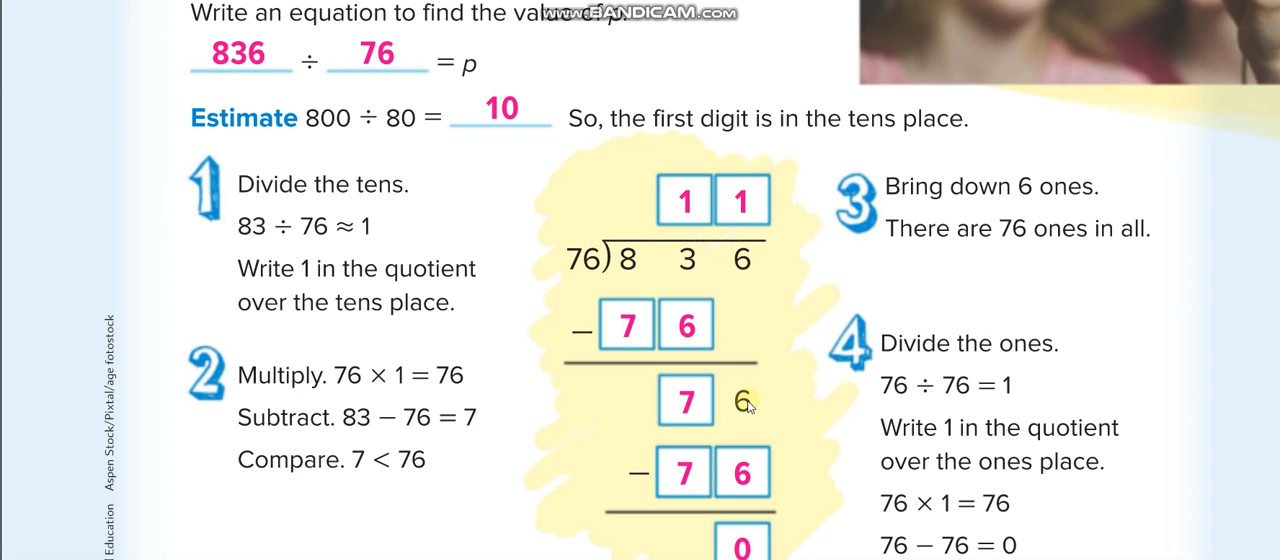 Write an equation to find the value of p.
www.BANDICAM.com
836 ÷ 76 = p
Estimate 800 ÷ 80 = 10 So, the first digit is in the tens place.
1
Divide the tens.
83 ÷ 76 ≈ 1
Write 1 in the quotient
over the tens place.
2
Multiply. 76 × 1 = 76
Subtract. 83 − 76 = 7
Compare. 7 < 76
1 1
76)8 3 6
− 7 6
7 6
− 7 6
0
3
Bring down 6 ones.
There are 76 ones in all.
4
Divide the ones.
76 ÷ 76 = 1
Write 1 in the quotient
over the ones place.
76 × 1 = 76
76 − 76 = 0
Education Aspen Stock/Pixtal/age fotostock